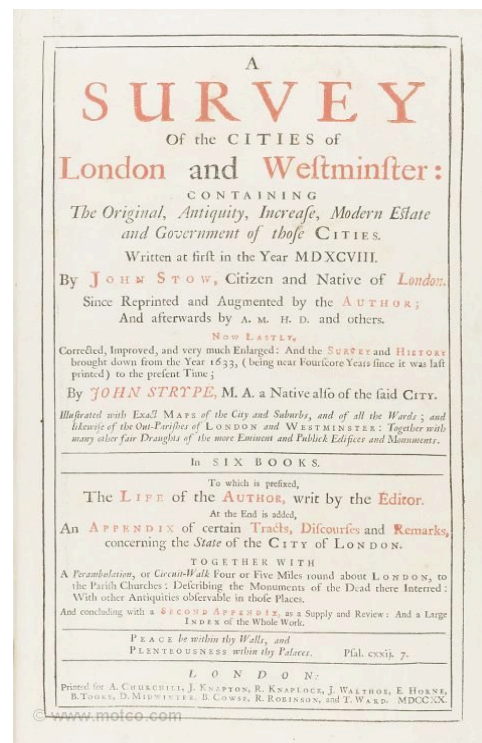 A
SURVEY
Of the CITIES of
London and Weſtminſter:
CONTAINING
The Original, Antiquity, Increaſe, Modern Eſtate
and Government of thoſe CITIES.
Written at firſt in the Year MDXCVIII.
By JOHN STOW, Citizen and Native of London.
Since Reprinted and Augmented by the AUTHOR;
And afterwards by A. M. H. D. and others.
NOW LASTLY,
Corrected, Improved, and very much Enlarged: And the SURVEY and HISTORY
brought down from the Year 1633, (being near Fourſcore Years ſince it was laſt
printed) to the preſent Time;
By JOHN STRYPE, M. A. a Native alſo of the ſaid CITY.
Illuſtrated with Exact MAPS of the City and Suburbs, and of all the Wards; and
likewiſe of the Out-Pariſhes of LONDON and WESTMINSTER: Together with
many other fair Draughts of the more Eminent and Publick Edifices and Monuments.
In SIX BOOKS.
To which is prefixed,
The LIFE of the AUTHOR, writ by the Editor.
At the End is added,
An APPENDIX of certain Tracts, Diſcourſes and Remarks,
concerning the State of the CITY of LONDON.
TOGETHER WITH
A Perambulation, or Circuit-Walk Four or Five Miles round about LONDON, to
the Pariſh Churches: Deſcribing the Monuments of the Dead there Interred:
With other Antiquities obſervable in thoſe Places.
And concluding with a SECOND APPENDIX, as a Supply and Review: And a Large
INDEX of the Whole Work.
PEACE be within thy Walls, and
PLENTEOUSNESS within thy Palaces. Pſal. cxxij. 7.
LONDON:
Printed for A. CHURCHILL, J. KNAPTON, R. KNAPLOCK, J. WALTHOE, E. HORNE,
B. TOOKE, D. MIDWINTER, B. COWSE, R. ROBINSON, and T. WARD. MDCCXX.
© www.motco.com